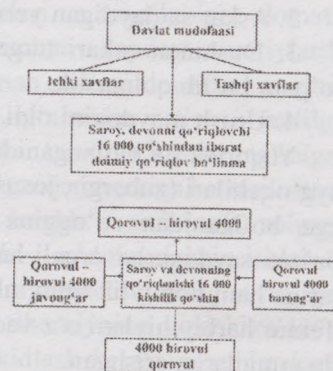 Davlat mudofaasi
Ichki xavflar
Tashqi xavflar
Saroy, devonni qo‘riqlovchi
16 000 qo‘shindan iborat
doimiy qo‘riqlov bo‘linma
Qorovul – hirovul 4000
Qorovul –
hirovul 4000
javong‘ar
Saroy va devonning
qo‘riqlanishi 16 000
kishilik qo‘shin
Qorovul
hirovul 4000
barong‘ar
4000 hirovul
qorovul